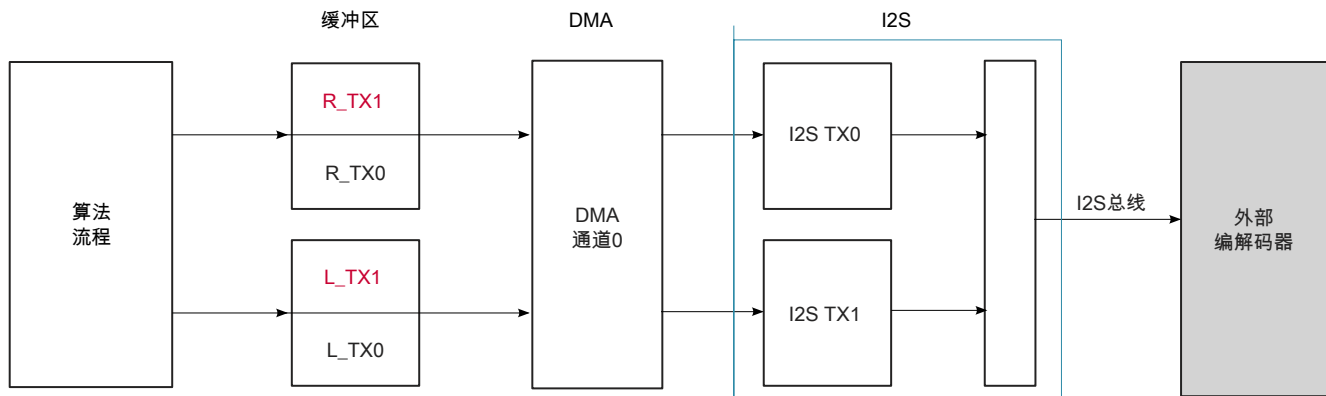 缓冲区
DMA
I2S
算法
流程
R_TX1
R_TX0
L_TX1
L_TX0
DMA
通道0
I2S TX0
I2S TX1
I2S总线
外部
编解码器